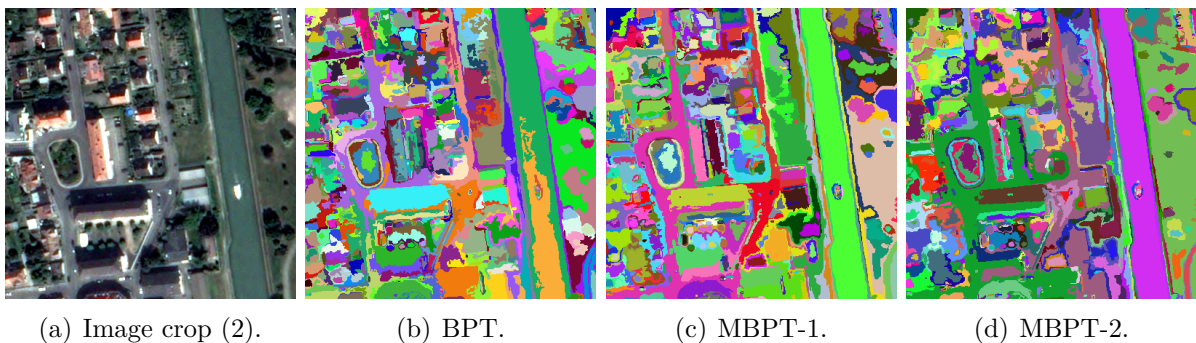 (a) Image crop (2).
(b) BPT.
(c) MBPT-1.
(d) MBPT-2.